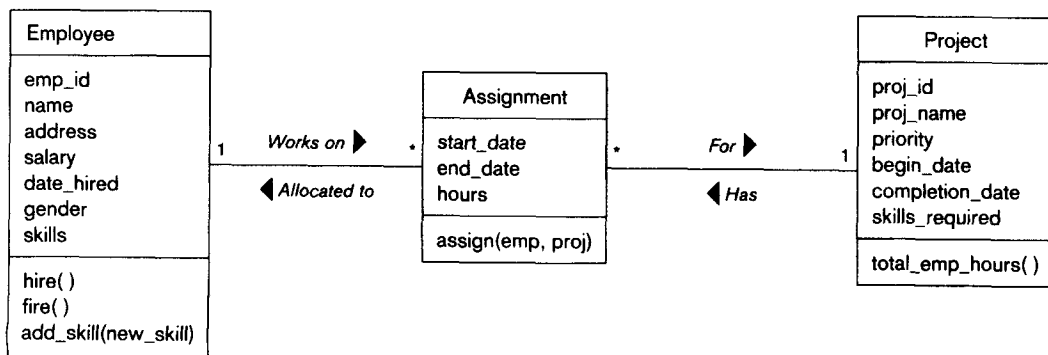 Employee
emp_id
name
address
salary
date_hired
gender
skills
hire( )
fire( )
add_skill(new_skill)
1
Works on
*
Allocated to
Assignment
start_date
end_date
hours
assign(emp, proj)
*
For
1
Has
Project
proj_id
proj_name
priority
begin_date
completion_date
skills_required
total_emp_hours( )